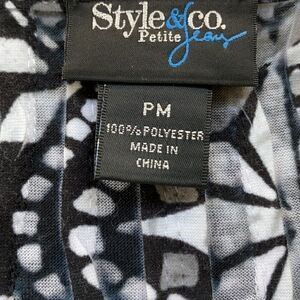 Style&co.
Petite Jeans
PM
100% POLYESTER
MADE IN
CHINA